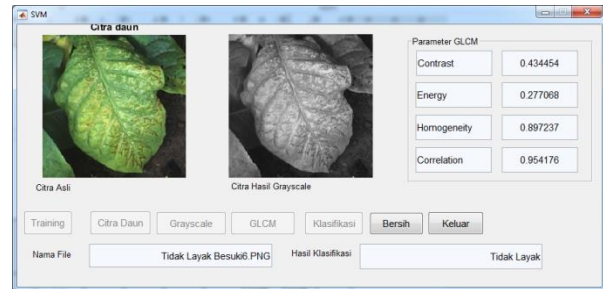 SVM
Citra daun
Parameter GLCM
Contrast 0.434454
Energy 0.277068
Homogeneity 0.897237
Correlation 0.954176
Citra Asli
Citra Hasil Grayscale
Training Citra Daun Grayscale GLCM Klasifikasi Bersih Keluar
Nama File Tidak Layak Besuki6.PNG Hasil Klasifikasi Tidak Layak